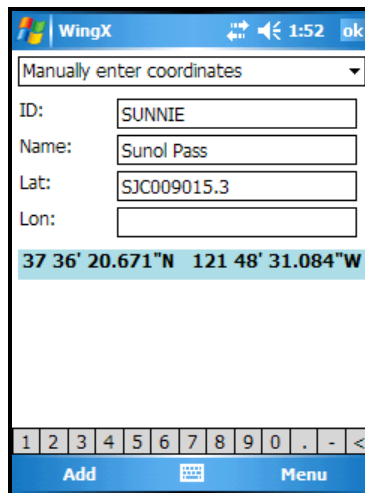 WingX 1:52 ok
Manually enter coordinates
ID: SUNNIE
Name: Sunol Pass
Lat: SJC009015.3
Lon:
37 36' 20.671"N 121 48' 31.084"W
1 2 3 4 5 6 7 8 9 0 . - <
Add Menu